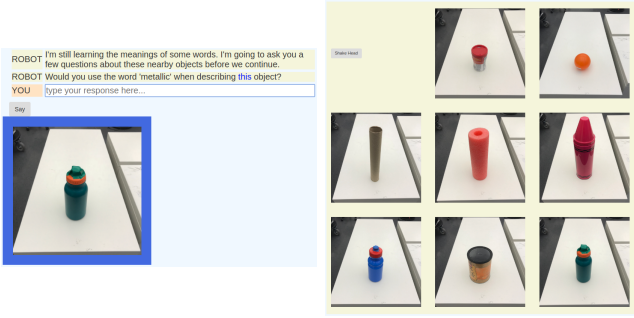 ROBOT I'm still learning the meanings of some words. I'm going to ask you a
few questions about these nearby objects before we continue.
ROBOT Would you use the word 'metallic' when describing this object?
YOU type your response here...
Say
Shake Head